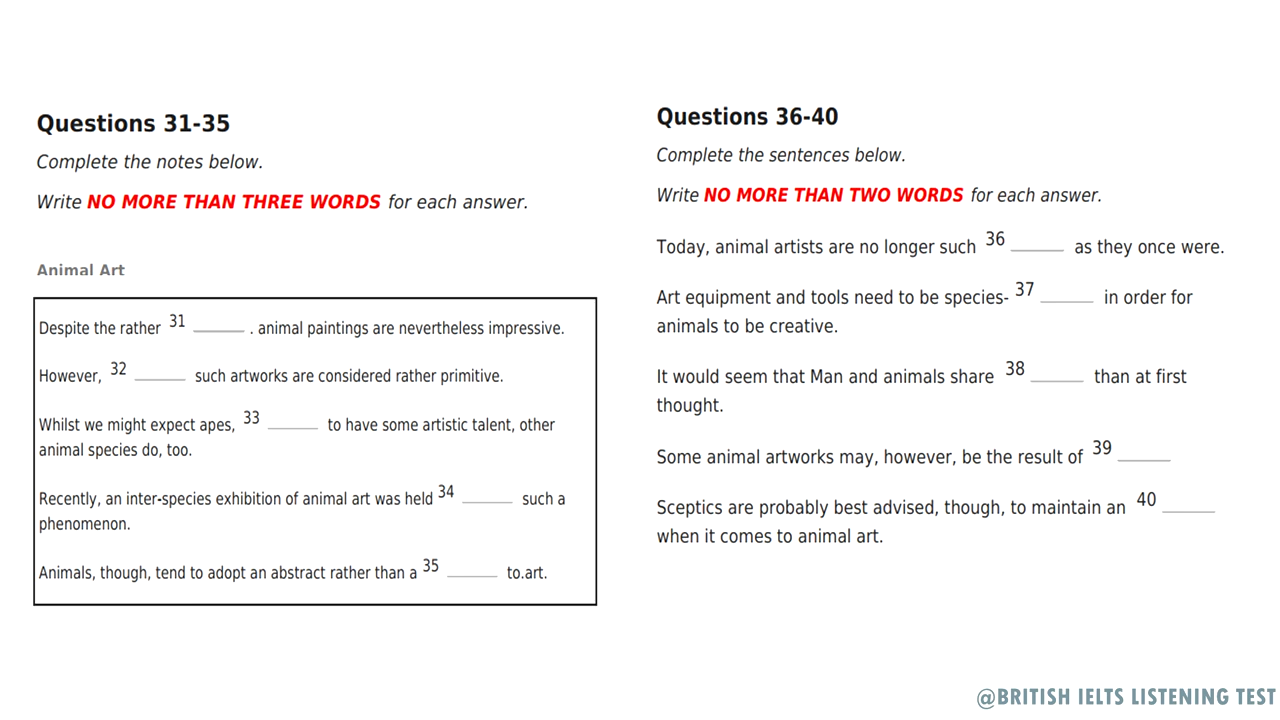 Questions 31-35
Complete the notes below.
Write NO MORE THAN THREE WORDS for each answer.
Animal Art
Despite the rather 31 ______ . animal paintings are nevertheless impressive.
However, 32 ______ such artworks are considered rather primitive.
Whilst we might expect apes, 33 ______ to have some artistic talent, other
animal species do, too.
Recently, an inter-species exhibition of animal art was held 34 ______ such a
phenomenon.
Animals, though, tend to adopt an abstract rather than a 35 ______ to.art.
Questions 36-40
Complete the sentences below.
Write NO MORE THAN TWO WORDS for each answer.
Today, animal artists are no longer such 36 ______ as they once were.
Art equipment and tools need to be species- 37 ______ in order for
animals to be creative.
It would seem that Man and animals share 38 ______ than at first
thought.
Some animal artworks may, however, be the result of 39 ______
Sceptics are probably best advised, though, to maintain an 40 ______
when it comes to animal art.
@BRITISH IELTS LISTENING TEST